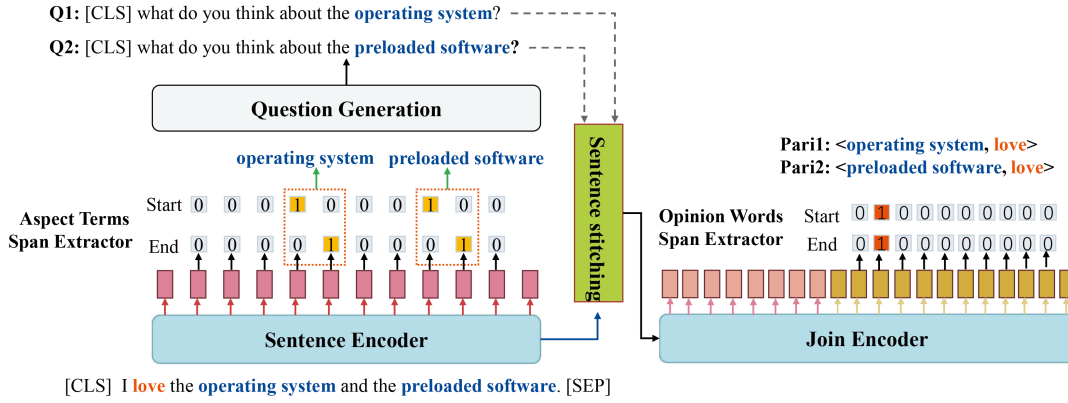 Q1: [CLS] what do you think about the operating system?
Q2: [CLS] what do you think about the preloaded software?
Question Generation
operating system preloaded software
Aspect Terms
Span Extractor
Start 0 0 0 1 0 0 0 1 0 0
End 0 0 0 0 1 0 0 0 1 0
Sentence Encoder
[CLS] I love the operating system and the preloaded software. [SEP]
Sentence stitching
Pari1: <operating system, love>
Pari2: <preloaded software, love>
Opinion Words
Span Extractor
Start 0 1 0 0 0 0 0 0 0
End 0 1 0 0 0 0 0 0 0
Join Encoder